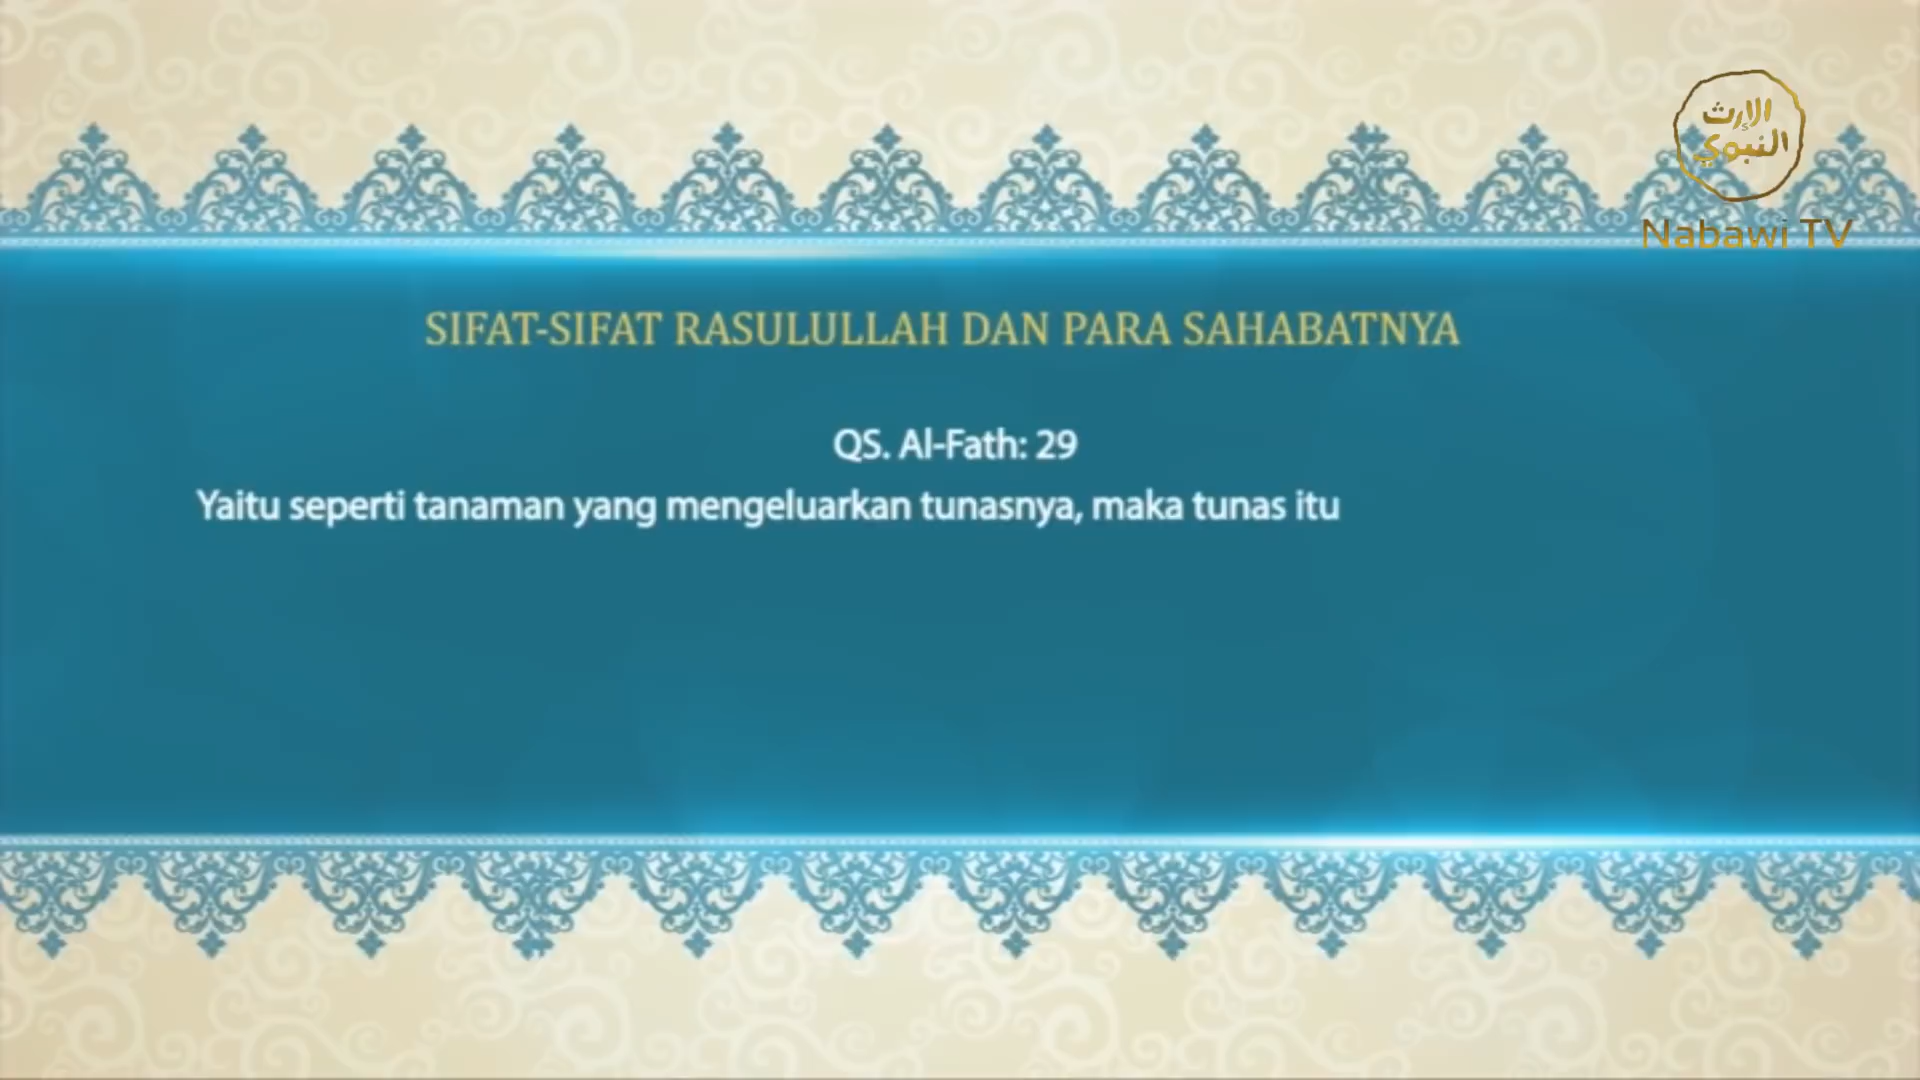 الإرث
النبوي
Nabawi TV
SIFAT-SIFAT RASULULLAH DAN PARA SAHABATNYA
QS. Al-Fath: 29
Yaitu seperti tanaman yang mengeluarkan tunasnya, maka tunas itu